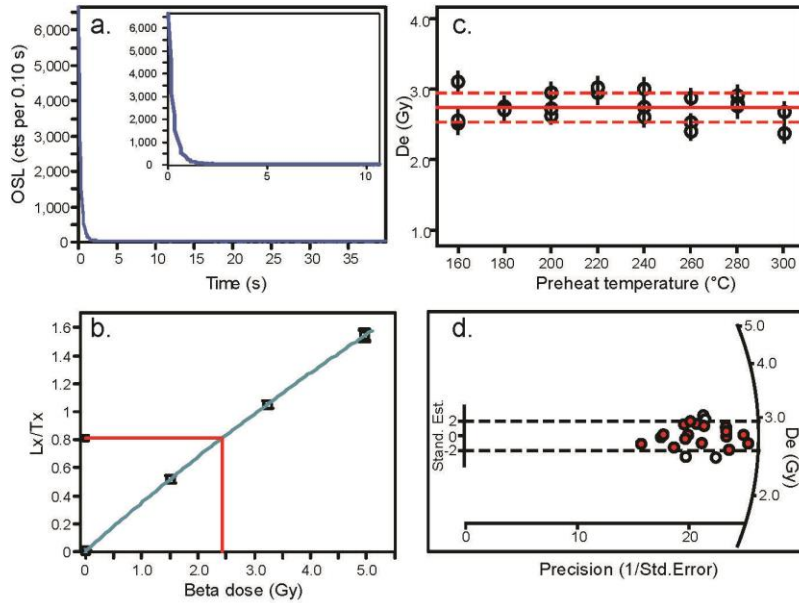 a.
OSL (cts per 0.10 s)
6,000
5,000
4,000
3,000
2,000
1,000
0
0 5 10 15 20 25 30 35
Time (s)
6,000
5,000
4,000
3,000
2,000
1,000
0
0 5 10
c.
De (Gy)
4.0
3.0
2.0
1.0
160 180 200 220 240 260 280 300
Preheat temperature (°C)
b.
Lx/Tx
1.6
1.4
1.2
1
0.8
0.6
0.4
0.2
0
0 1.0 2.0 3.0 4.0 5.0
Beta dose (Gy)
d.
Stand. Est.
2
0
-2
5.0
4.0
3.0
2.0
De (Gy)
0 10 20
Precision (1/Std.Error)